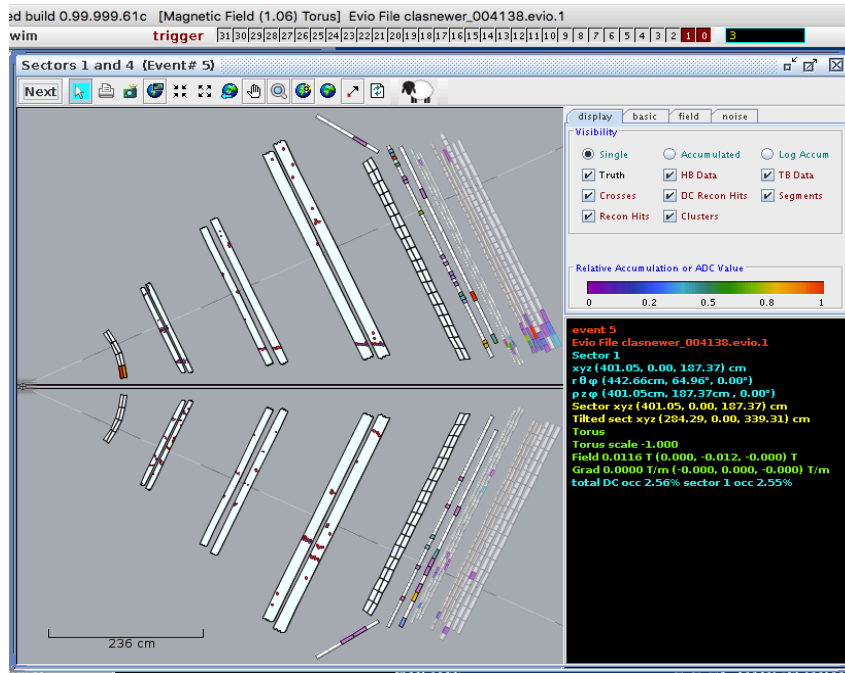 ed build 0.99.999.61c [Magnetic Field (1.06) Torus] Evio File clasnewer_004138.evio.1
wim trigger 31 30 29 28 27 26 25 24 23 22 21 20 19 18 17 16 15 14 13 12 11 10 9 8 7 6 5 4 3 2 1 0 3
Sectors 1 and 4 (Event# 5)
Next
display basic field noise
Visibility
Single Accumulated Log Accum
Truth HB Data TB Data
Crosses DC Recon Hits Segments
Recon Hits Clusters
Relative Accumulation or ADC Value
0 0.2 0.5 0.8 1
event 5
Evio File clasnewer_004138.evio.1
Sector 1
xyz (401.05, 0.00, 187.37) cm
r θ φ (442.66cm, 64.96°, 0.00°)
ρ z φ (401.05cm, 187.37cm , 0.00°)
Sector xyz (401.05, 0.00, 187.37) cm
Tilted sect xyz (284.29, 0.00, 339.31) cm
Torus
Torus scale -1.000
Field 0.0116 T (0.000, -0.012, -0.000) T
Grad 0.0000 T/m (-0.000, 0.000, -0.000) T/m
total DC occ 2.56% sector 1 occ 2.55%
236 cm